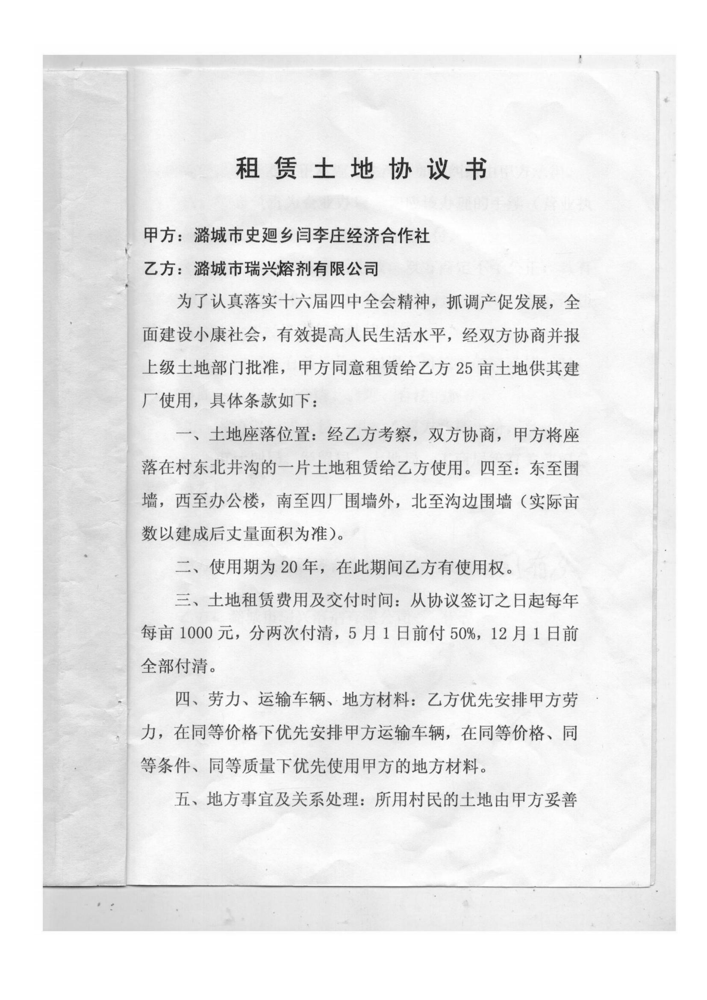 租赁土地协议书
甲方：潞城市史廻乡闫李庄经济合作社
乙方：潞城市瑞兴熔剂有限公司
为了认真落实十六届四中全会精神，抓调产促发展，全
面建设小康社会，有效提高人民生活水平，经双方协商并报
上级土地部门批准，甲方同意租赁给乙方 25 亩土地供其建
厂使用，具体条款如下：
一、土地座落位置：经乙方考察，双方协商，甲方将座
落在村东北井沟的一片土地租赁给乙方使用。四至：东至围
墙，西至办公楼，南至四厂围墙外，北至沟边围墙（实际亩
数以建成后丈量面积为准）。
二、使用期为 20 年，在此期间乙方有使用权。
三、土地租赁费用及交付时间：从协议签订之日起每年
每亩 1000 元，分两次付清，5 月 1 日前付 50%，12 月 1 日前
全部付清。
四、劳力、运输车辆、地方材料：乙方优先安排甲方劳
力，在同等价格下优先安排甲方运输车辆，在同等价格、同
等条件、同等质量下优先使用甲方的地方材料。
五、地方事宜及关系处理：所用村民的土地由甲方妥善